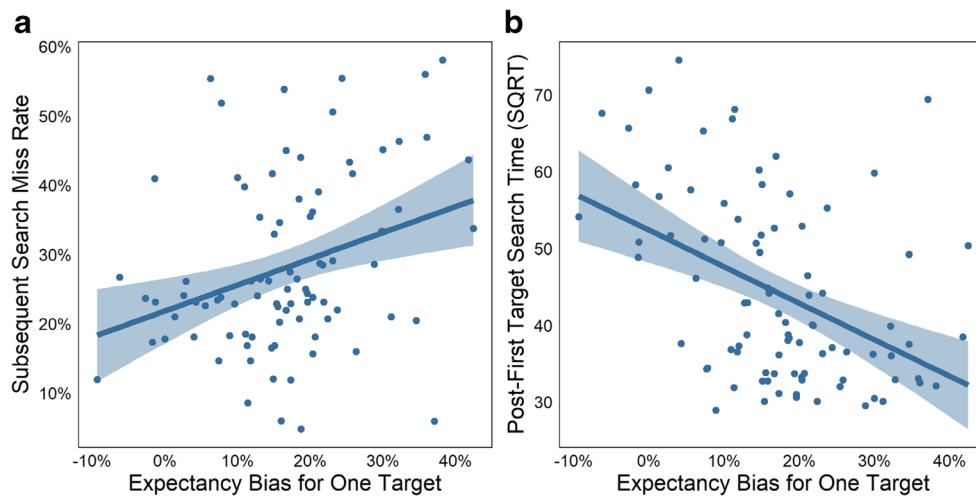 a
Subsequent Search Miss Rate
60%
50%
40%
30%
20%
10%
-10% 0% 10% 20% 30% 40%
Expectancy Bias for One Target
b
Post-First Target Search Time (SQRT)
70
60
50
40
30
-10% 0% 10% 20% 30% 40%
Expectancy Bias for One Target